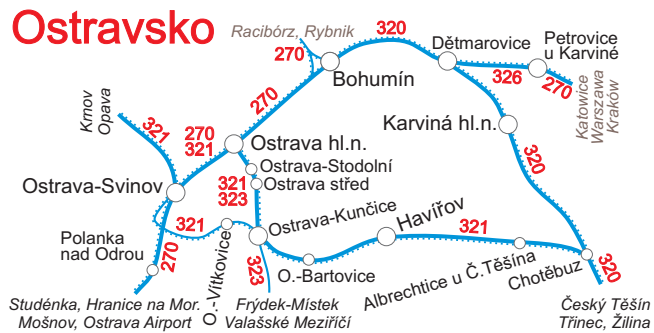 Ostravsko
Racibórz, Rybnik
270
320
Dětmarovice
Petrovice
u Karviné
Bohumín
326
270
Katowice
Warszawa
Kraków
270
Krnov
Opava
321
270
321
Ostrava hl.n.
Karviná hl.n.
320
Ostrava-Stodolní
Ostrava střed
321
323
Ostrava-Svinov
321
Ostrava-Kunčice
Havířov
321
Polanka
nad Odrou
270
O.-Vítkovice
323
O.-Bartovice
Albrechtice u Č.Těšína
Chotěbuz
320
Studénka, Hranice na Mor.
Mošnov, Ostrava Airport
Frýdek-Místek
Valašské Meziříčí
Český Těšín
Třinec, Žilina